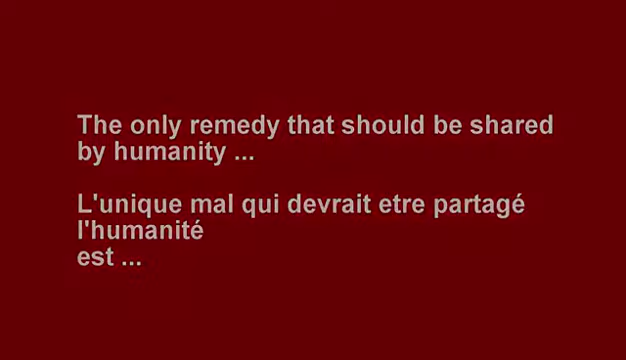 The only remedy that should be shared
by humanity ...
L'unique mal qui devrait etre partagé
l'humanité
est ...